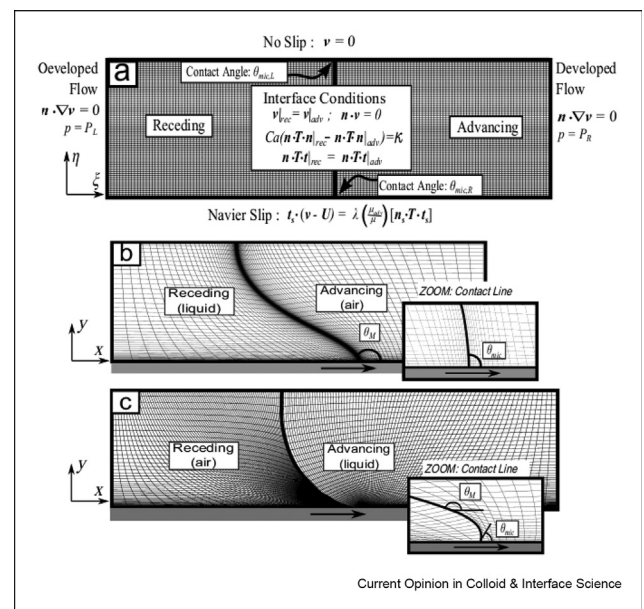 No Slip : v = 0
a
Oeveloped
Flow
n·∇v = 0
p = P_L
Contact Angle: θ_mic,L
Developed
Flow
n·∇v = 0
p = P_R
Receding
Interface Conditions
v|_rec = v|_adv ; n·v = 0
Ca(n·T·n|_rec − n·T·n|_adv)=κ
n·T·t|_rec = n·T·t|_adv
Advancing
η
ξ
Contact Angle: θ_mic,R
Navier Slip : t_s·(v - U) = λ (μ_adv/μ) [n_s·T·t_s]
b
Receding
(liquid)
Advancing
(air)
θ_M
y
x
ZOOM: Contact Line
θ_mic
c
Receding
(air)
Advancing
(liquid)
y
x
ZOOM: Contact Line
θ_M
θ_mic
Current Opinion in Colloid & Interface Science